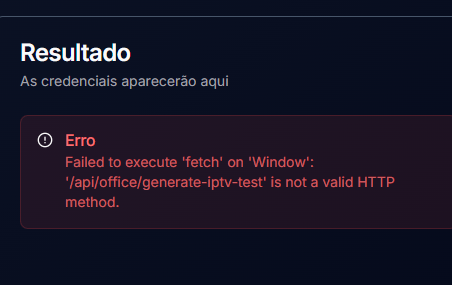 Resultado
As credenciais aparecerão aqui
Erro
Failed to execute 'fetch' on 'Window':
'/api/office/generate-iptv-test' is not a valid HTTP
method.